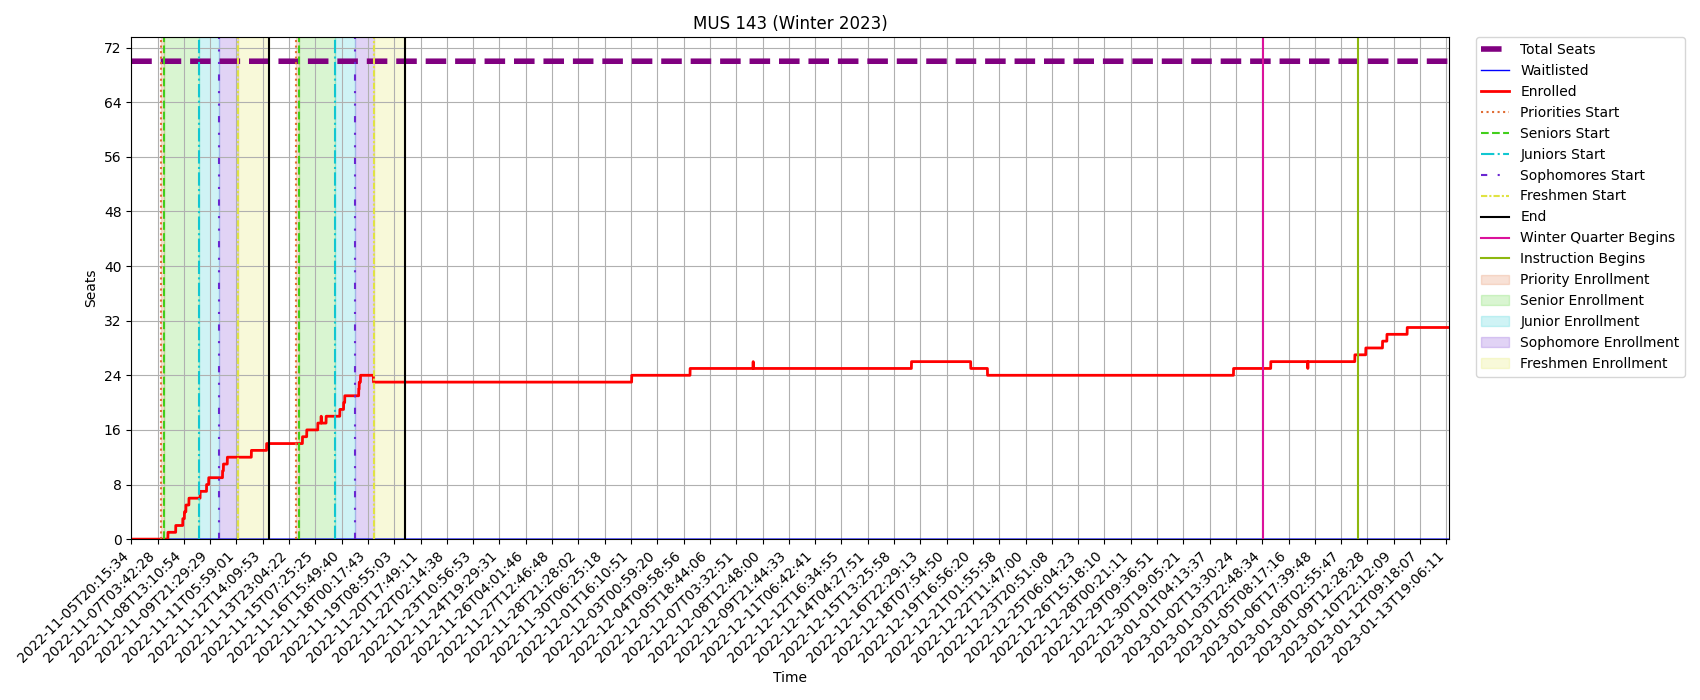 MUS 143 (Winter 2023)
72
64
56
48
40
32
24
16
8
0
Seats
2022-11-05T20:15:34
2022-11-07T03:42:28
2022-11-08T13:10:54
2022-11-09T21:29:29
2022-11-11T05:59:01
2022-11-12T14:09:53
2022-11-13T23:04:22
2022-11-15T07:25:25
2022-11-16T15:49:40
2022-11-18T00:17:43
2022-11-19T08:55:03
2022-11-20T17:49:11
2022-11-22T02:14:38
2022-11-23T10:56:53
2022-11-24T19:29:31
2022-11-26T04:01:46
2022-11-27T12:46:48
2022-11-28T21:28:02
2022-11-30T06:25:18
2022-12-01T16:10:51
2022-12-03T00:59:20
2022-12-04T09:58:56
2022-12-05T18:44:06
2022-12-07T03:32:51
2022-12-08T12:48:00
2022-12-09T21:44:33
2022-12-11T06:42:41
2022-12-12T16:34:55
2022-12-14T04:27:51
2022-12-15T13:25:58
2022-12-16T22:29:13
2022-12-18T07:54:50
2022-12-19T16:56:20
2022-12-21T01:55:58
2022-12-22T11:47:00
2022-12-23T20:51:08
2022-12-25T06:04:23
2022-12-26T15:18:10
2022-12-28T00:21:11
2022-12-29T09:36:51
2022-12-30T19:05:21
2023-01-01T04:13:37
2023-01-02T13:30:24
2023-01-03T22:48:34
2023-01-05T08:17:16
2023-01-06T17:39:48
2023-01-08T02:55:47
2023-01-09T12:28:28
2023-01-10T22:12:09
2023-01-12T09:18:07
2023-01-13T19:06:11
Time
Total Seats
Waitlisted
Enrolled
Priorities Start
Seniors Start
Juniors Start
Sophomores Start
Freshmen Start
End
Winter Quarter Begins
Instruction Begins
Priority Enrollment
Senior Enrollment
Junior Enrollment
Sophomore Enrollment
Freshmen Enrollment